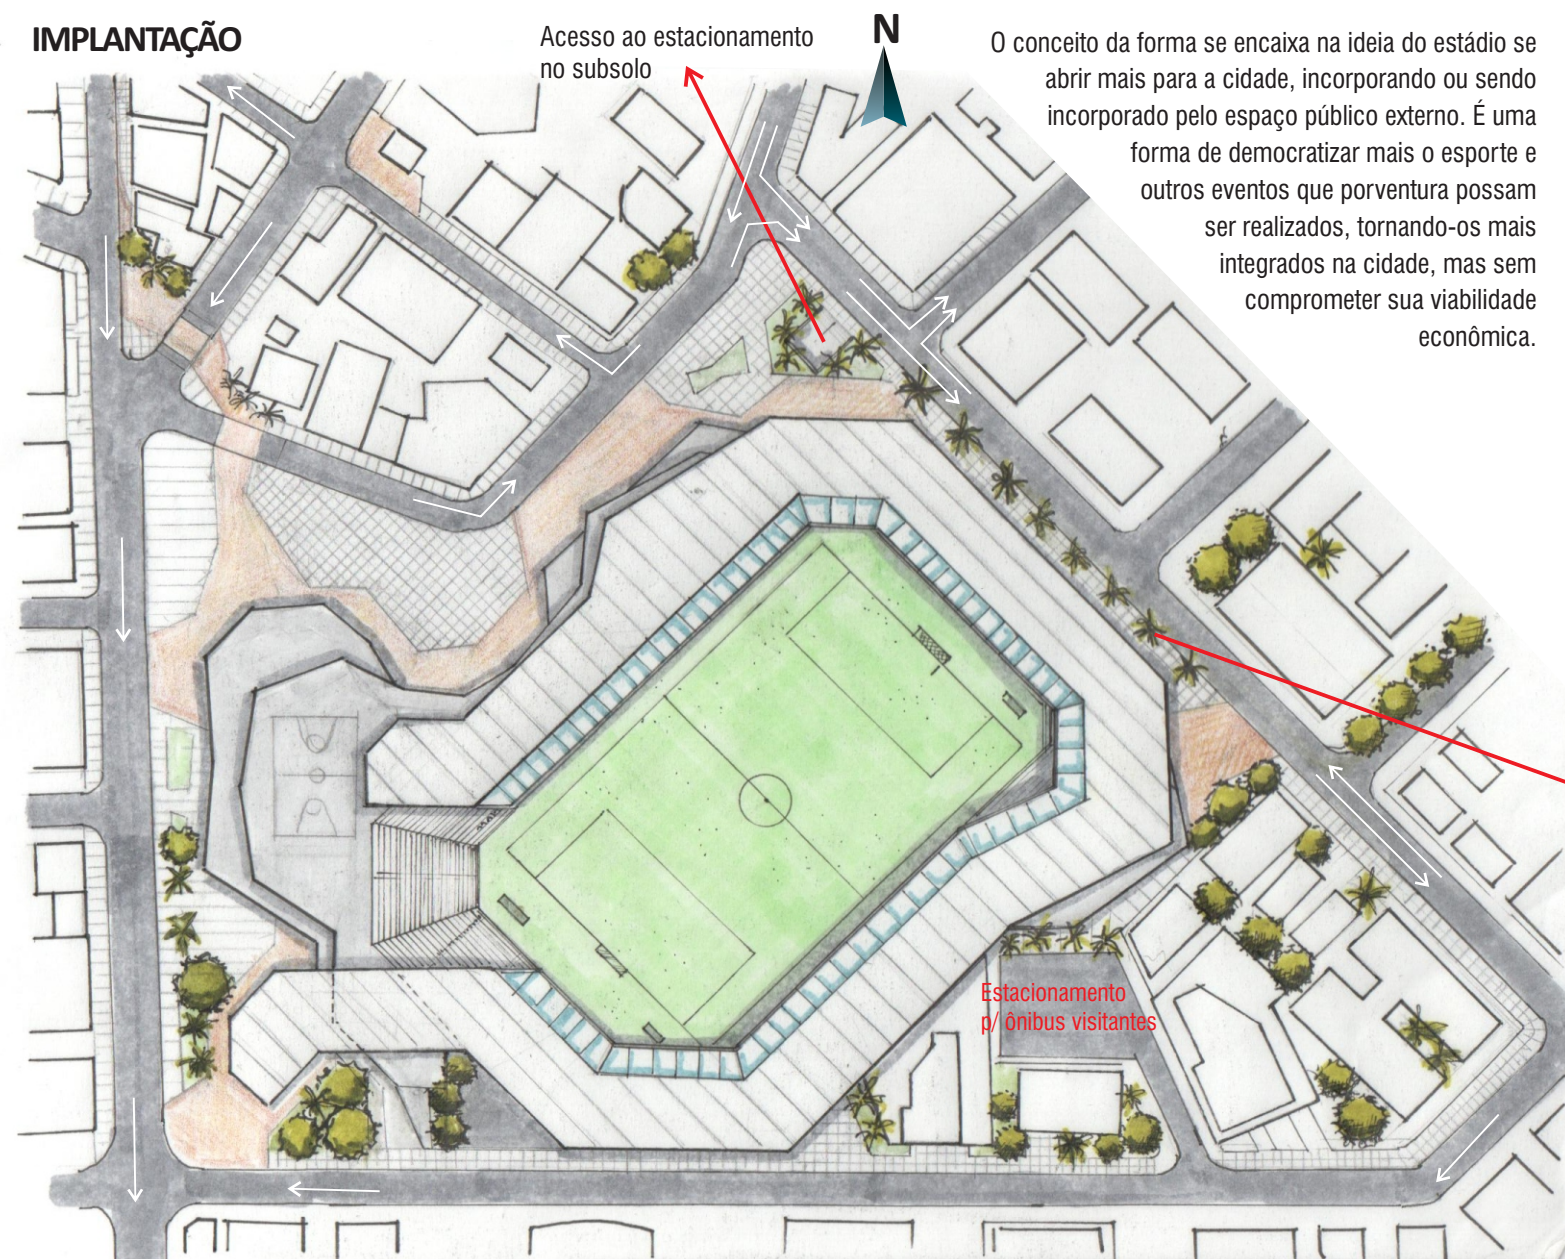 IMPLANTAÇÃO
Acesso ao estacionamento
no subsolo
N
O conceito da forma se encaixa na ideia do estádio se
abrir mais para a cidade, incorporando ou sendo
incorporado pelo espaço público externo. É uma
forma de democratizar mais o esporte e
outros eventos que porventura possam
ser realizados, tornando-os mais
integrados na cidade, mas sem
comprometer sua viabilidade
econômica.
Estacionamento
p/ ônibus visitantes